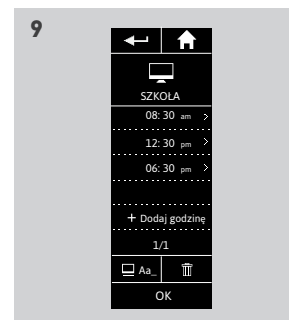 9
SZKOŁA
08:30 am >
12:30 pm >
06:30 pm >
+ Dodaj godzinę
1/1
Aa_
OK